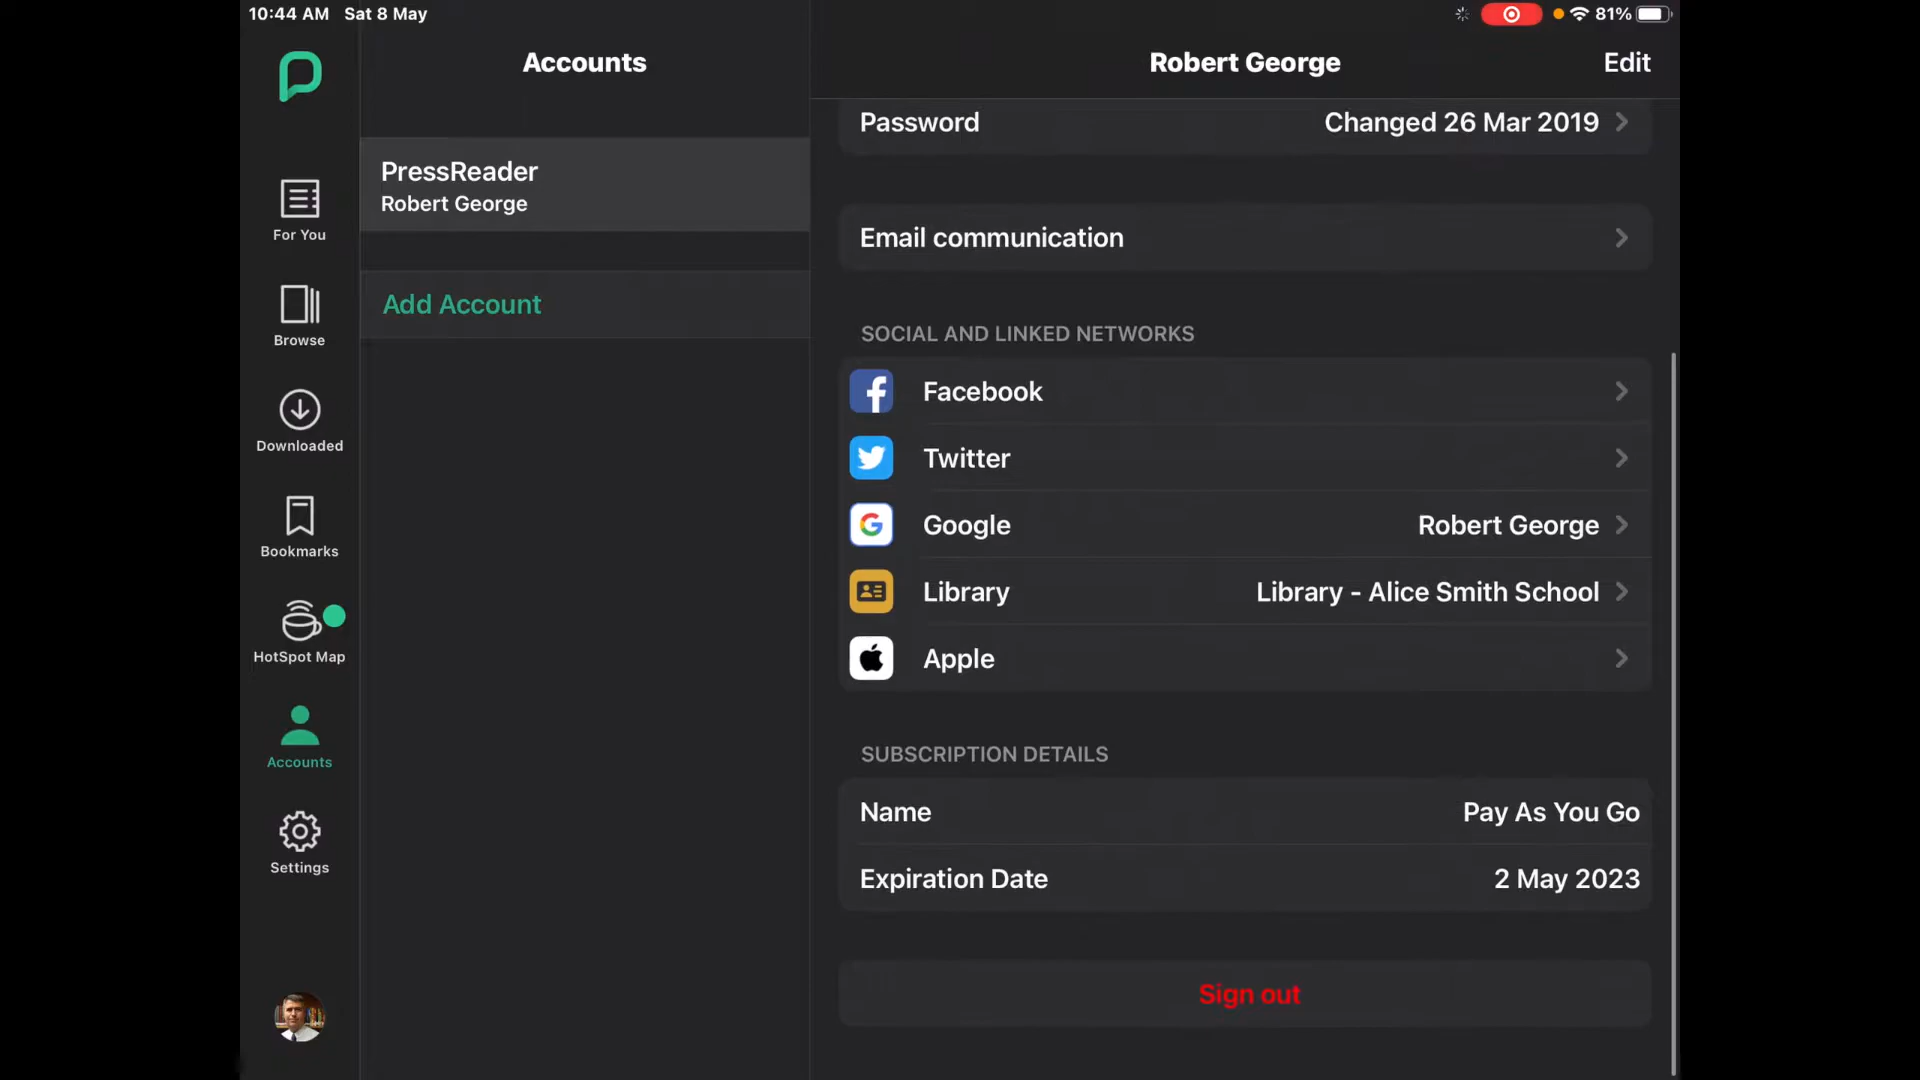 10:44 AM Sat 8 May
81%
For You
Browse
Downloaded
Bookmarks
HotSpot Map
Accounts
Settings
Accounts
PressReader
Robert George
Add Account
Robert George
Edit
Password Changed 26 Mar 2019
Email communication
SOCIAL AND LINKED NETWORKS
Facebook
Twitter
Google Robert George
Library Library - Alice Smith School
Apple
SUBSCRIPTION DETAILS
Name Pay As You Go
Expiration Date 2 May 2023
Sign out